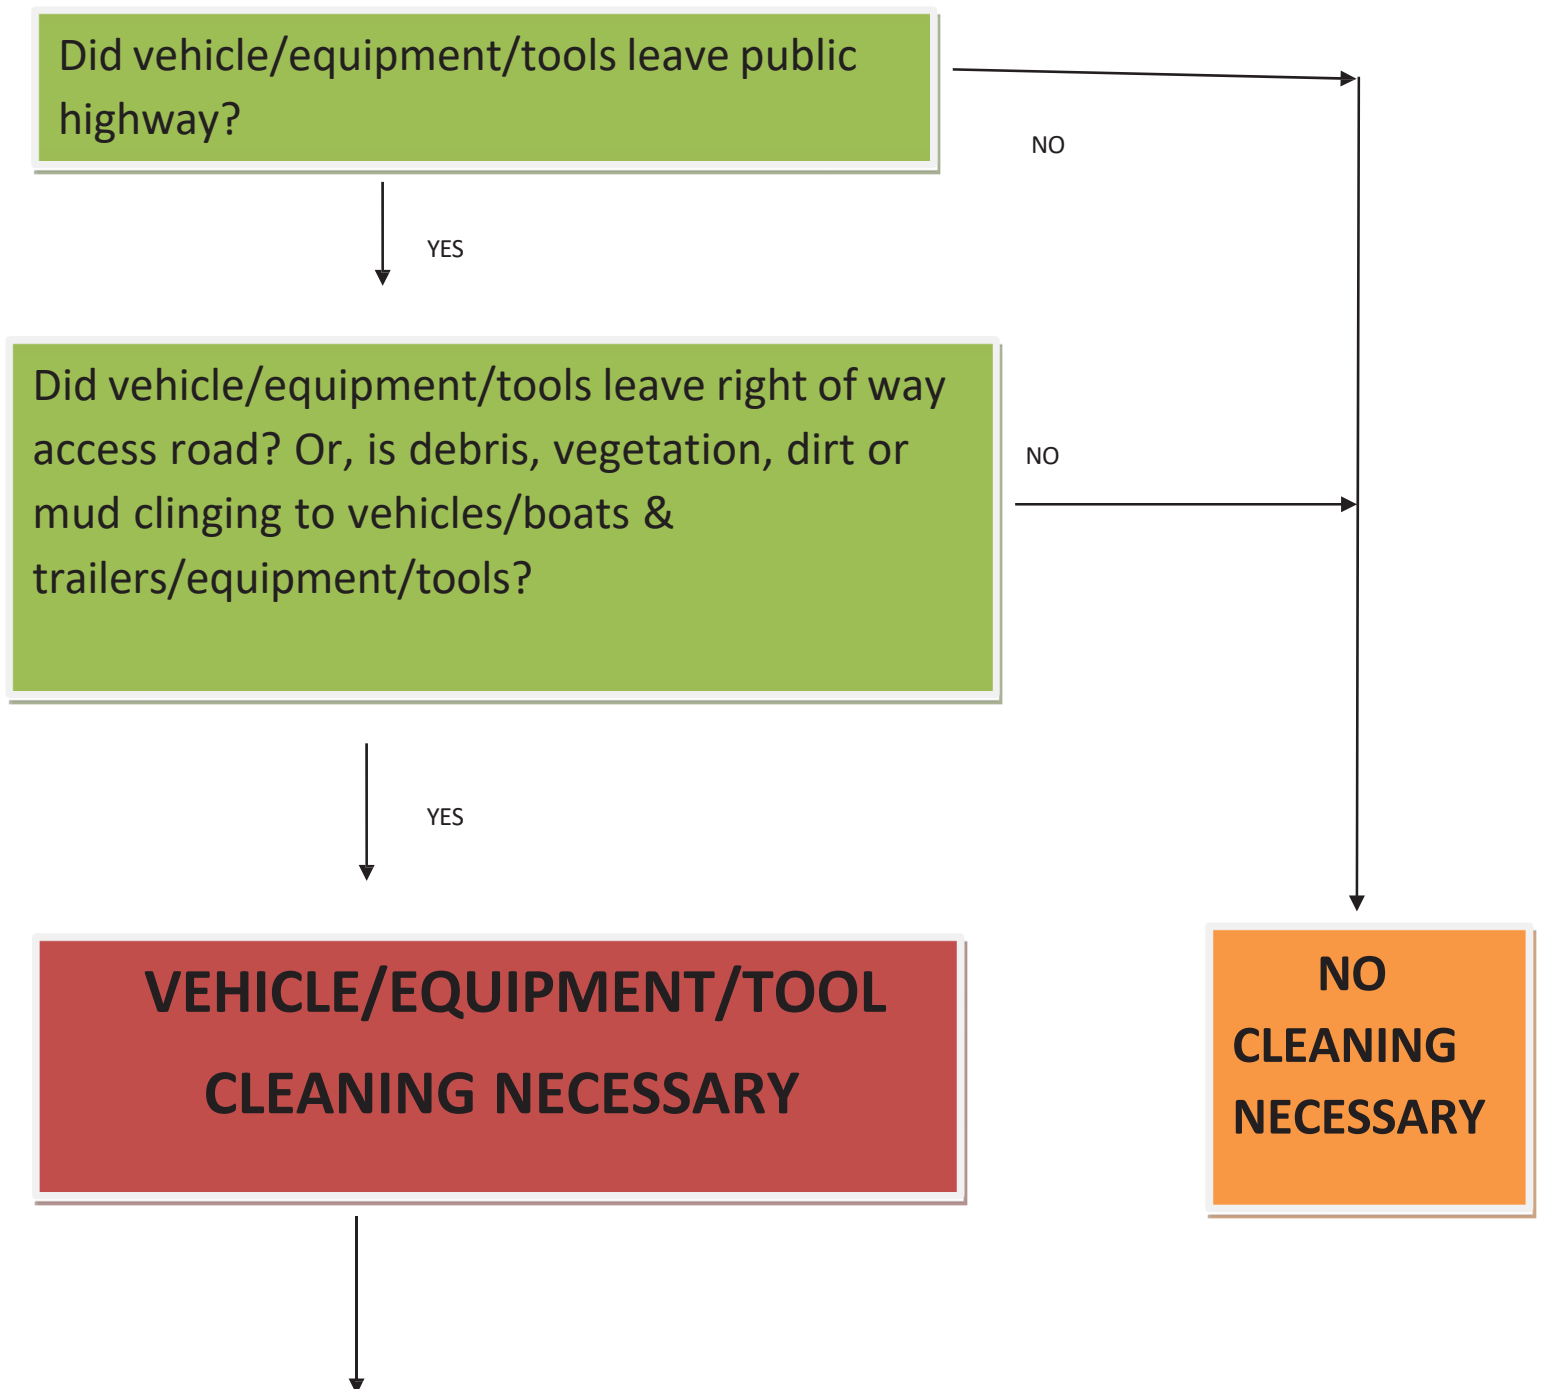 Did vehicle/equipment/tools leave public
highway?
NO
YES
Did vehicle/equipment/tools leave right of way
access road? Or, is debris, vegetation, dirt or
mud clinging to vehicles/boats &
trailers/equipment/tools?
NO
YES
VEHICLE/EQUIPMENT/TOOL
CLEANING NECESSARY
NO
CLEANING
NECESSARY